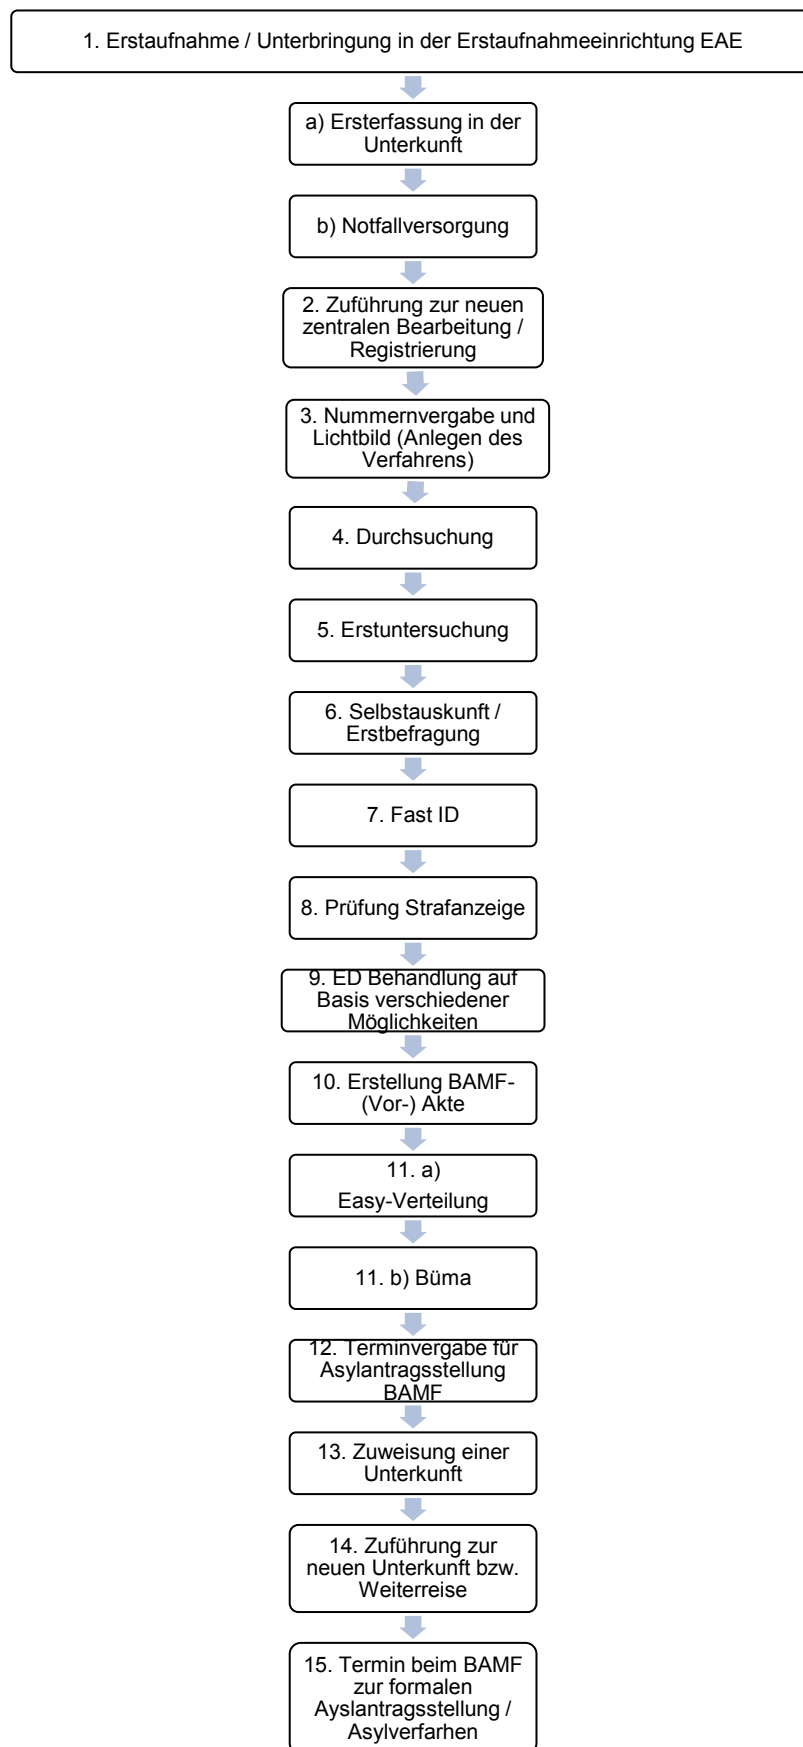 1. Erstaufnahme / Unterbringung in der Erstaufnahmeeinrichtung EAE
a) Ersterfassung in der
Unterkunft
b) Notfallversorgung
2. Zuführung zur neuen
zentralen Bearbeitung /
Registrierung
3. Nummernvergabe und
Lichtbild (Anlegen des
Verfahrens)
4. Durchsuchung
5. Erstuntersuchung
6. Selbstauskunft /
Erstbefragung
7. Fast ID
8. Prüfung Strafanzeige
9. ED Behandlung auf
Basis verschiedener
Möglichkeiten
10. Erstellung BAMF-
(Vor-) Akte
11. a)
Easy-Verteilung
11. b) Büma
12. Terminvergabe für
Asylantragsstellung
BAMF
13. Zuweisung einer
Unterkunft
14. Zuführung zur
neuen Unterkunft bzw.
Weiterreise
15. Termin beim BAMF
zur formalen
Ayslantragsstellung /
Asylverfarhen